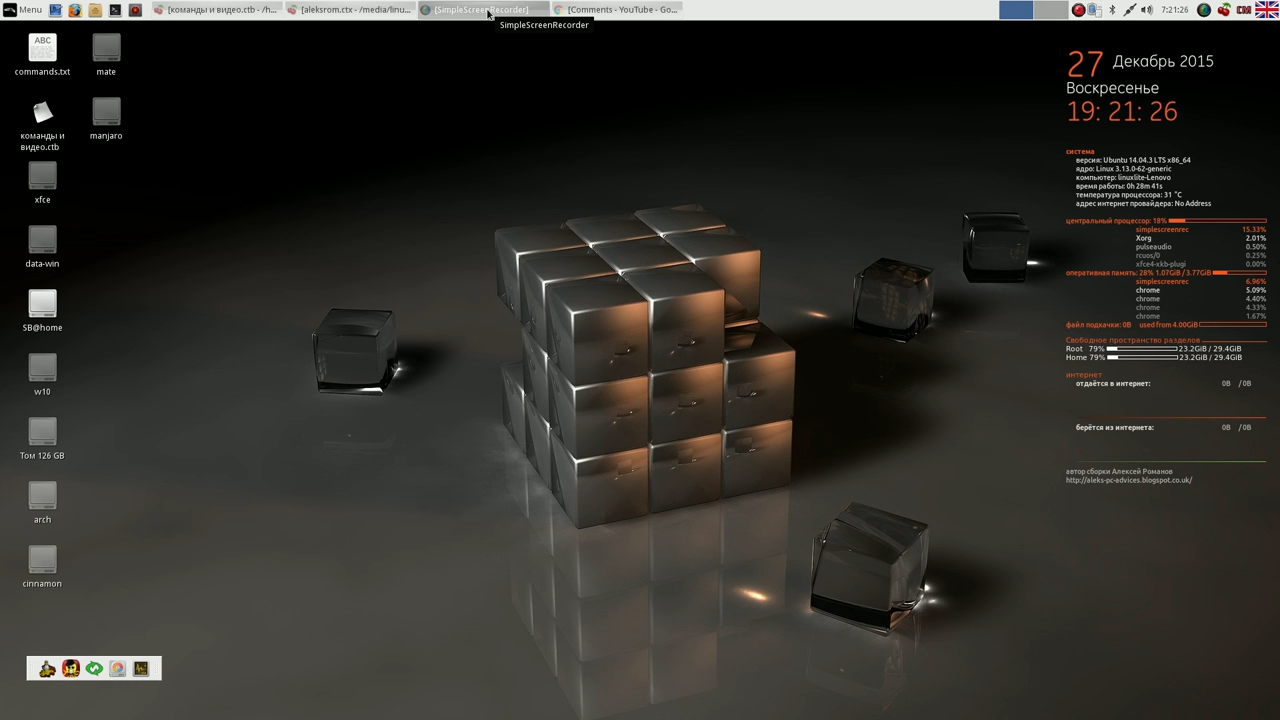 Menu
[команды и видео.ctb - /h...
[aleksrom.ctx - /media/linu...
[SimpleScreenRecorder]
[Comments - YouTube - Go...
7:21:26
SimpleScreenRecorder
ABC
commands.txt
mate
команды и
видео.ctb
manjaro
xfce
data-win
SB@home
w10
Том 126 GB
arch
cinnamon
27 Декабрь 2015
Воскресенье
19: 21: 26
система
версия: Ubuntu 14.04.3 LTS x86_64
ядро: Linux 3.13.0-62-generic
компьютер: linuxlite-Lenovo
время работы: 0h 28m 41s
температура процессора: 31 °C
адрес интернет провайдера: No Address
центральный процессор: 18%
simplescreenrec 15.33%
Xorg 2.01%
pulseaudio 0.50%
rcuos/0 0.25%
xfce4-xkb-plugi 0.00%
оперативная память: 28% 1.07GiB / 3.77GiB
simplescreenrec 6.96%
chrome 5.09%
chrome 4.40%
chrome 4.33%
chrome 1.67%
файл подкачки: 0B used from 4.00GiB
Свободное пространство разделов
Root 79% 23.2GiB / 29.4GiB
Home 79% 23.2GiB / 29.4GiB
интернет
отдаётся в интернет: 0B / 0B
берётся из интернета: 0B / 0B
автор сборки Алексей Романов
http://aleks-pc-advices.blogspot.co.uk/